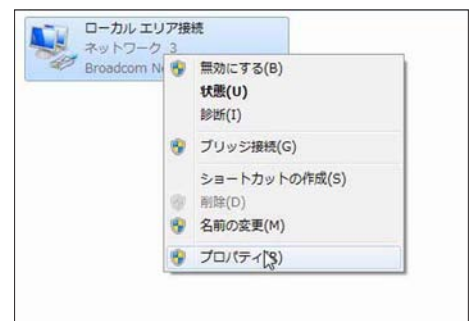 ローカル エリア接続
ネットワーク 3
Broadcom
無効にする(B)
状態(U)
診断(I)
ブリッジ接続(G)
ショートカットの作成(S)
削除(D)
名前の変更(M)
プロパティ(R)